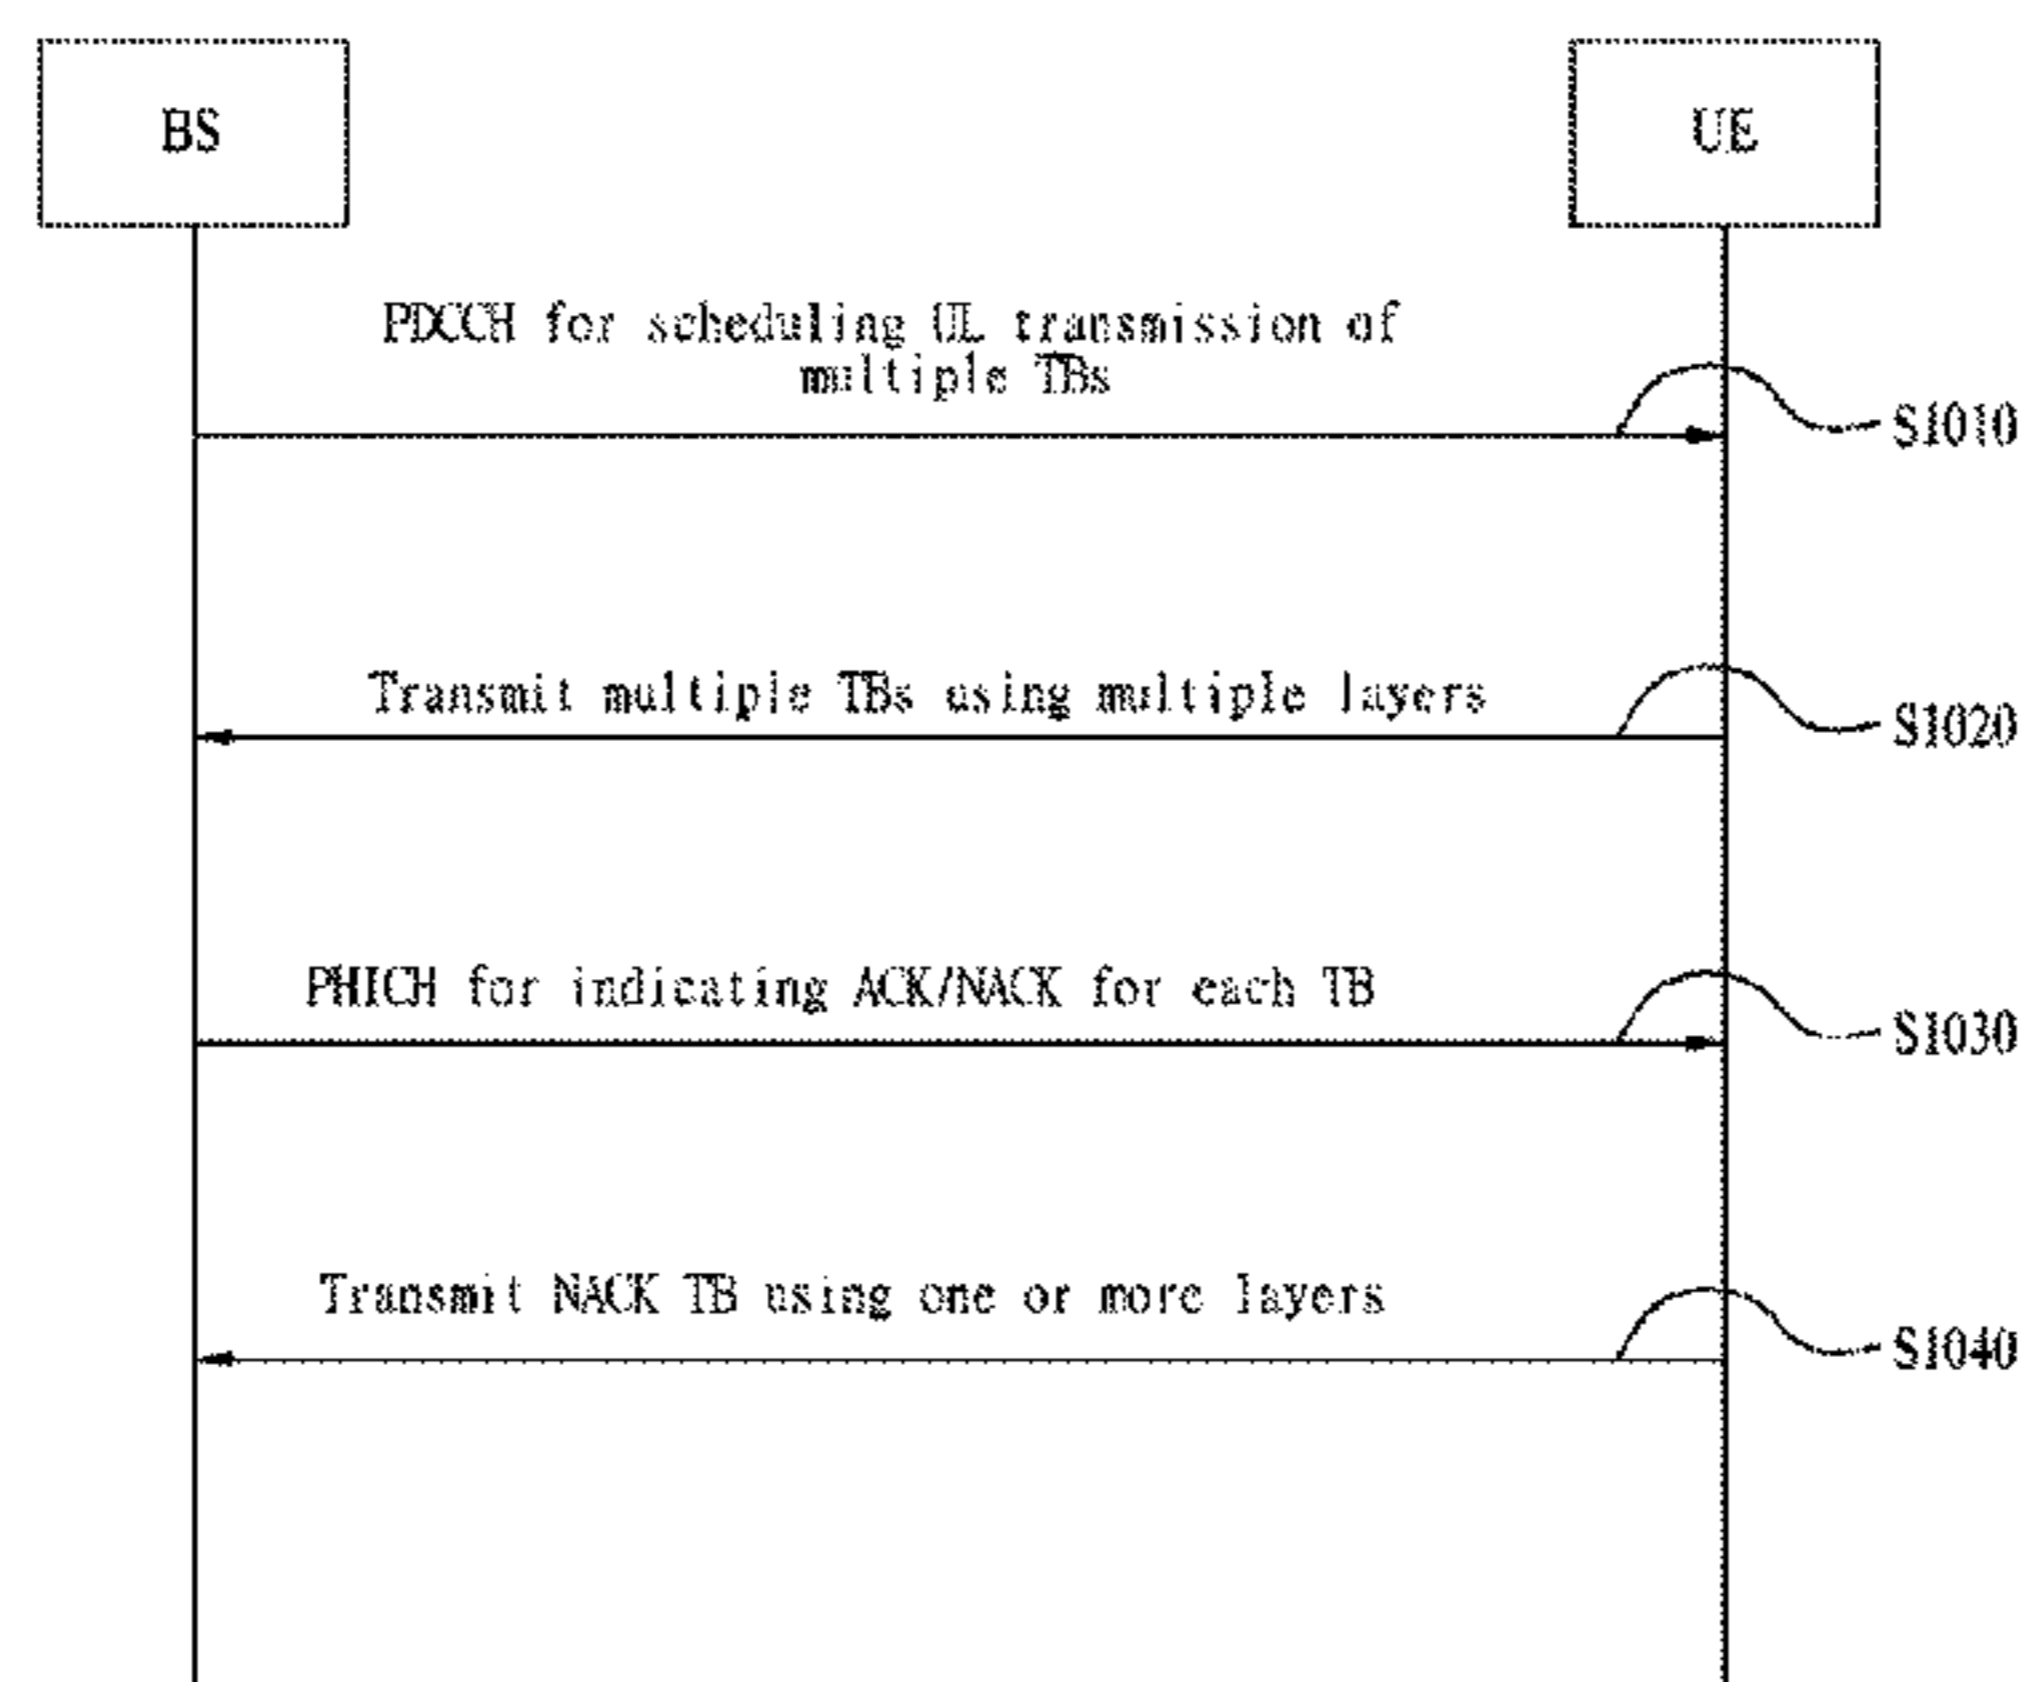 BS
UE
PDCCH for scheduling UL transmission of
multiple TBs
S1010
Transmit multiple TBs using multiple layers
S1020
PHICH for indicating ACK/NACK for each TB
S1030
Transmit NACK TB using one or more layers
S1040